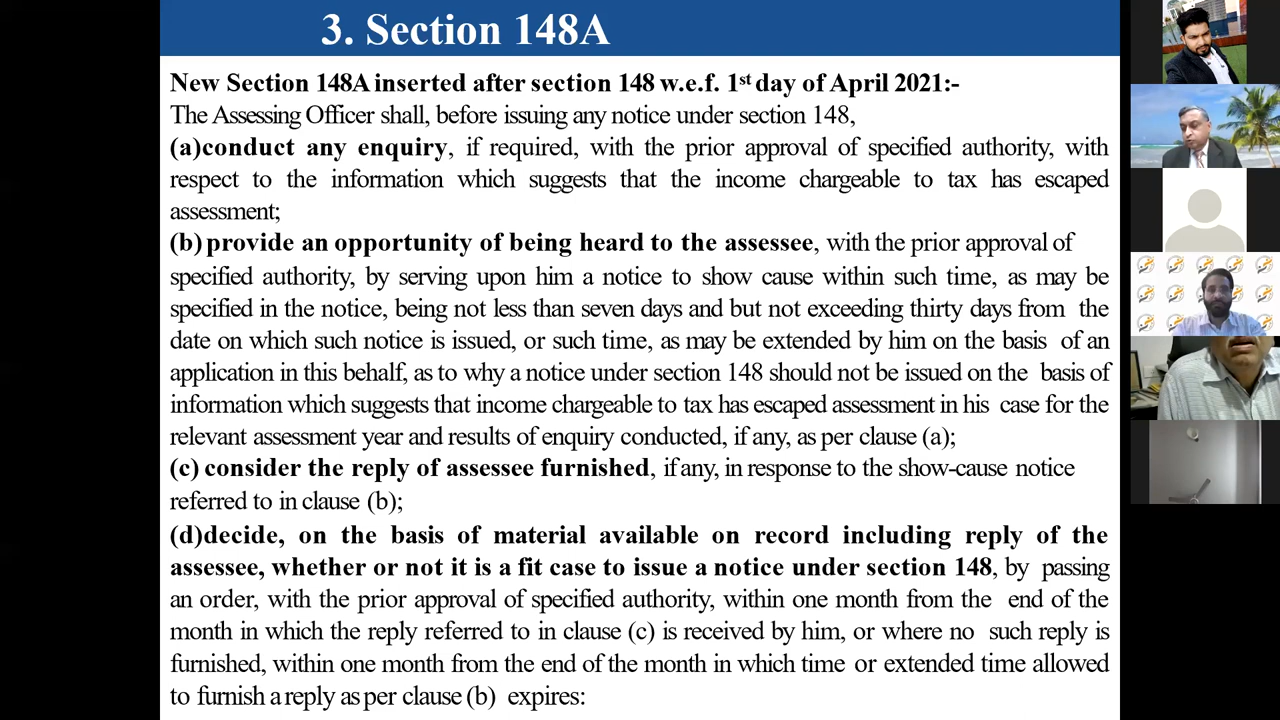 3. Section 148A
New Section 148A inserted after section 148 w.e.f. 1st day of April 2021:-
The Assessing Officer shall, before issuing any notice under section 148,
(a)conduct any enquiry, if required, with the prior approval of specified authority, with
respect to the information which suggests that the income chargeable to tax has escaped
assessment;
(b) provide an opportunity of being heard to the assessee, with the prior approval of
specified authority, by serving upon him a notice to show cause within such time, as may be
specified in the notice, being not less than seven days and but not exceeding thirty days from the
date on which such notice is issued, or such time, as may be extended by him on the basis of an
application in this behalf, as to why a notice under section 148 should not be issued on the basis of
information which suggests that income chargeable to tax has escaped assessment in his case for the
relevant assessment year and results of enquiry conducted, if any, as per clause (a);
(c) consider the reply of assessee furnished, if any, in response to the show-cause notice
referred to in clause (b);
(d)decide, on the basis of material available on record including reply of the
assessee, whether or not it is a fit case to issue a notice under section 148, by passing
an order, with the prior approval of specified authority, within one month from the end of the
month in which the reply referred to in clause (c) is received by him, or where no such reply is
furnished, within one month from the end of the month in which time or extended time allowed
to furnish a reply as per clause (b) expires: